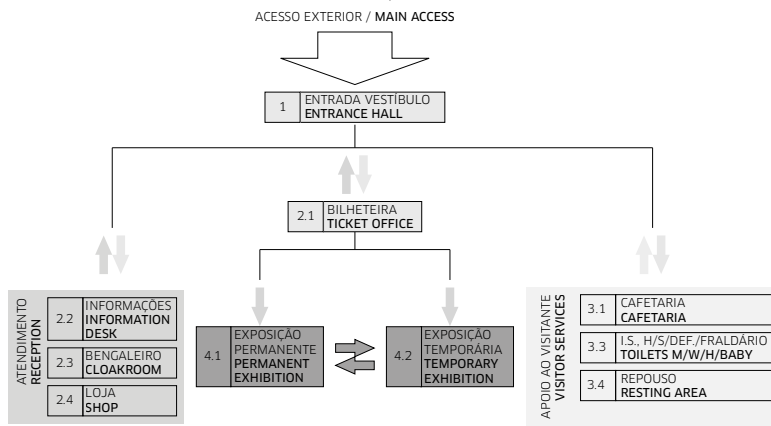 ACESSO EXTERIOR / MAIN ACCESS
1
ENTRADA VESTÍBULO
ENTRANCE HALL
2.1
BILHETEIRA
TICKET OFFICE
ATENDIMENTO
RECEPTION
2.2
INFORMAÇÕES
INFORMATION
DESK
2.3
BENGALEIRO
CLOAKROOM
2.4
LOJA
SHOP
4.1
EXPOSIÇÃO
PERMANENTE
PERMANENT
EXHIBITION
4.2
EXPOSIÇÃO
TEMPORÁRIA
TEMPORARY
EXHIBITION
APOIO AO VISITANTE
VISITOR SERVICES
3.1
CAFETARIA
CAFETARIA
3.3
I.S., H/S/DEF./FRALDÁRIO
TOILETS M/W/H/BABY
3.4
REPOUSO
RESTING AREA